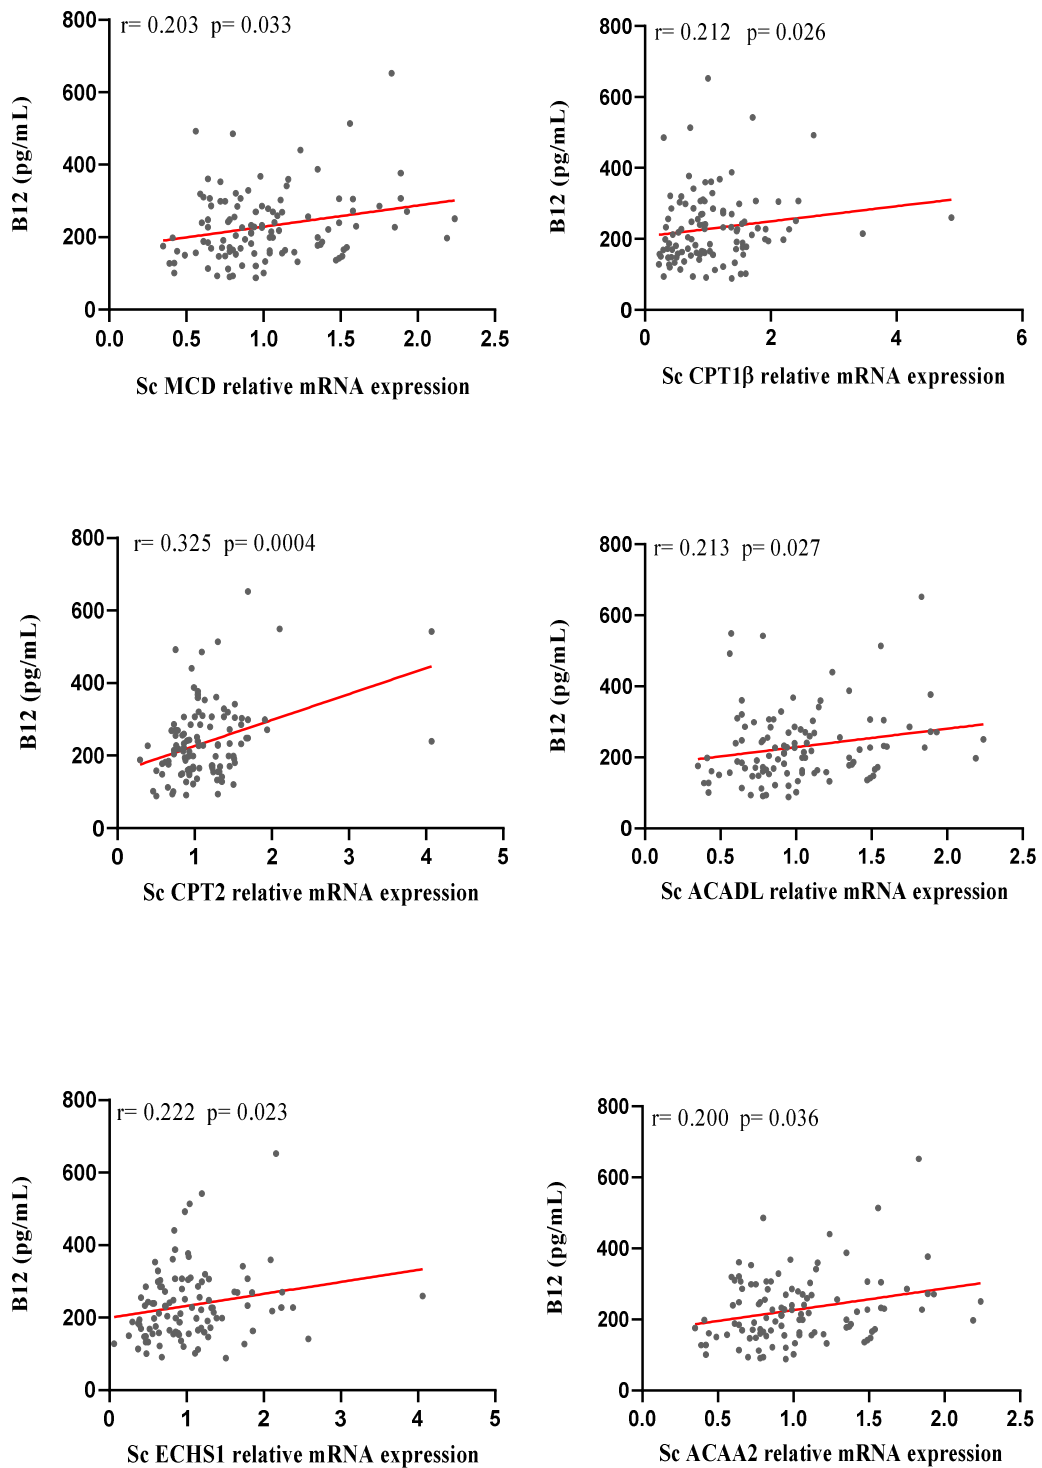 r= 0.203 p= 0.033
800
600
400
200
0
B12 (pg/mL)
0.0 0.5 1.0 1.5 2.0 2.5
Sc MCD relative mRNA expression
r= 0.212 p= 0.026
800
600
400
200
0
B12 (pg/mL)
0 2 4 6
Sc CPT1β relative mRNA expression
r= 0.325 p= 0.0004
800
600
400
200
0
B12 (pg/mL)
0 1 2 3 4 5
Sc CPT2 relative mRNA expression
r= 0.213 p= 0.027
800
600
400
200
0
B12 (pg/mL)
0.0 0.5 1.0 1.5 2.0 2.5
Sc ACADL relative mRNA expression
r= 0.222 p= 0.023
800
600
400
200
0
B12 (pg/mL)
0 1 2 3 4 5
Sc ECHS1 relative mRNA expression
r= 0.200 p= 0.036
800
600
400
200
0
B12 (pg/mL)
0.0 0.5 1.0 1.5 2.0 2.5
Sc ACAA2 relative mRNA expression